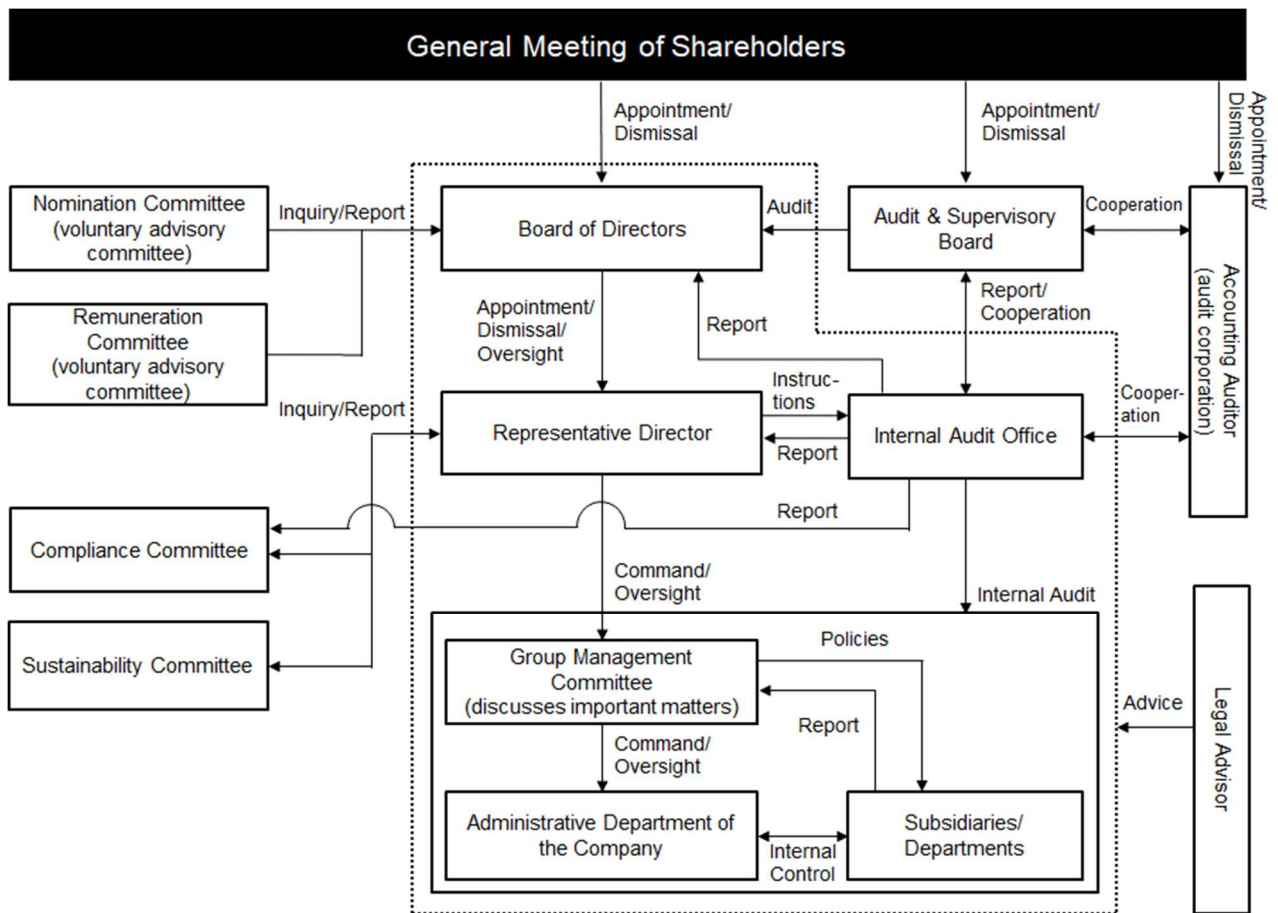 General Meeting of Shareholders
Appointment/
Dismissal
Appointment/
Dismissal
Appointment/
Dismissal
Nomination Committee
(voluntary advisory
committee)
Inquiry/Report
Board of Directors
Audit
Audit & Supervisory
Board
Cooperation
Accounting Auditor
(audit corporation)
Remuneration
Committee
(voluntary advisory
committee)
Appointment/
Dismissal/
Oversight
Report
Report/
Cooperation
Inquiry/Report
Representative Director
Instruc-
tions
Report
Internal Audit Office
Cooper-
ation
Compliance Committee
Report
Sustainability Committee
Command/
Oversight
Internal Audit
Group Management
Committee
(discusses important matters)
Policies
Report
Advice
Legal Advisor
Command/
Oversight
Administrative Department of
the Company
Internal
Control
Subsidiaries/
Departments